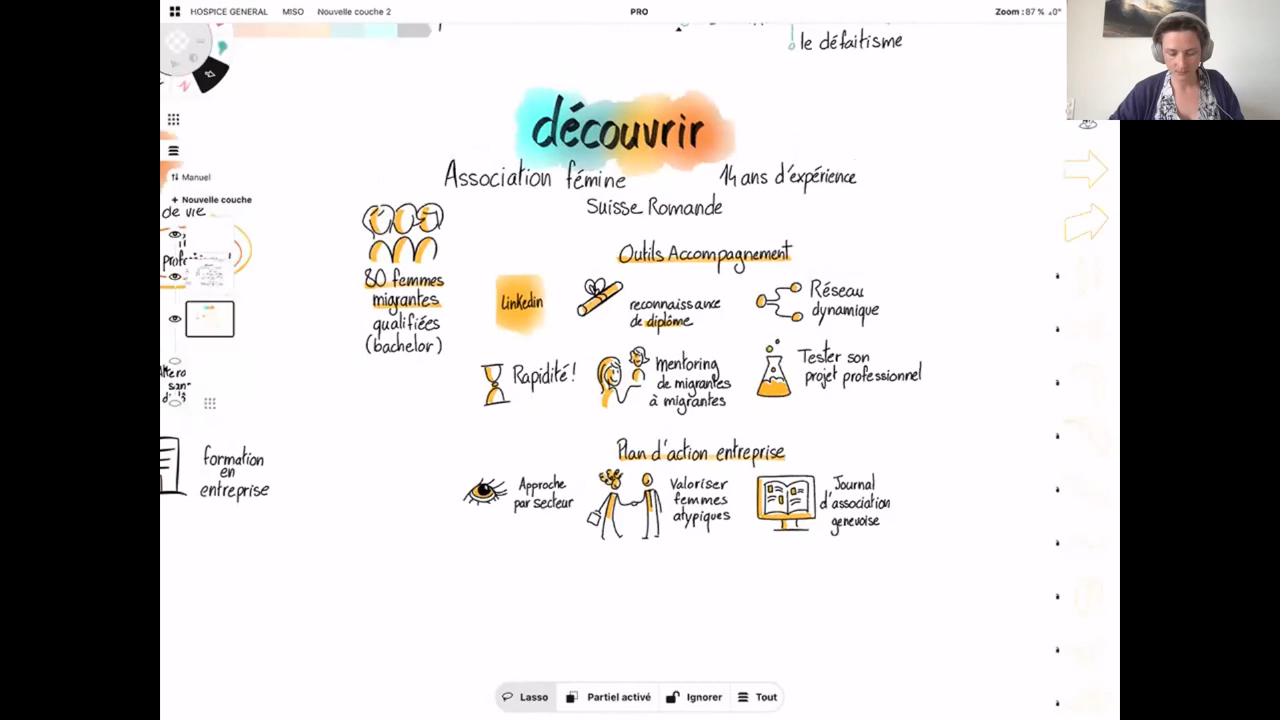 HOSPICE GENERAL MISO Nouvelle couche 2
PRO
Zoom : 87 % 0°
le défaitisme
découvrir
Association fémine
14 ans d'expérience
Suisse Romande
Manuel
+ Nouvelle couche
de vie
80 femmes
migrantes
qualifiées
(bachelor)
Outils Accompagnement
Linkedin
reconnaissance
de diplôme
Réseau
dynamique
Rapidité !
mentoring
de migrantes
à migrantes
Tester son
projet professionnel
formation
en
entreprise
Plan d'action entreprise
Approche
par secteur
Valoriser
femmes
atypiques
Journal
d'association
genevoise
Lasso
Partiel activé
Ignorer
Tout